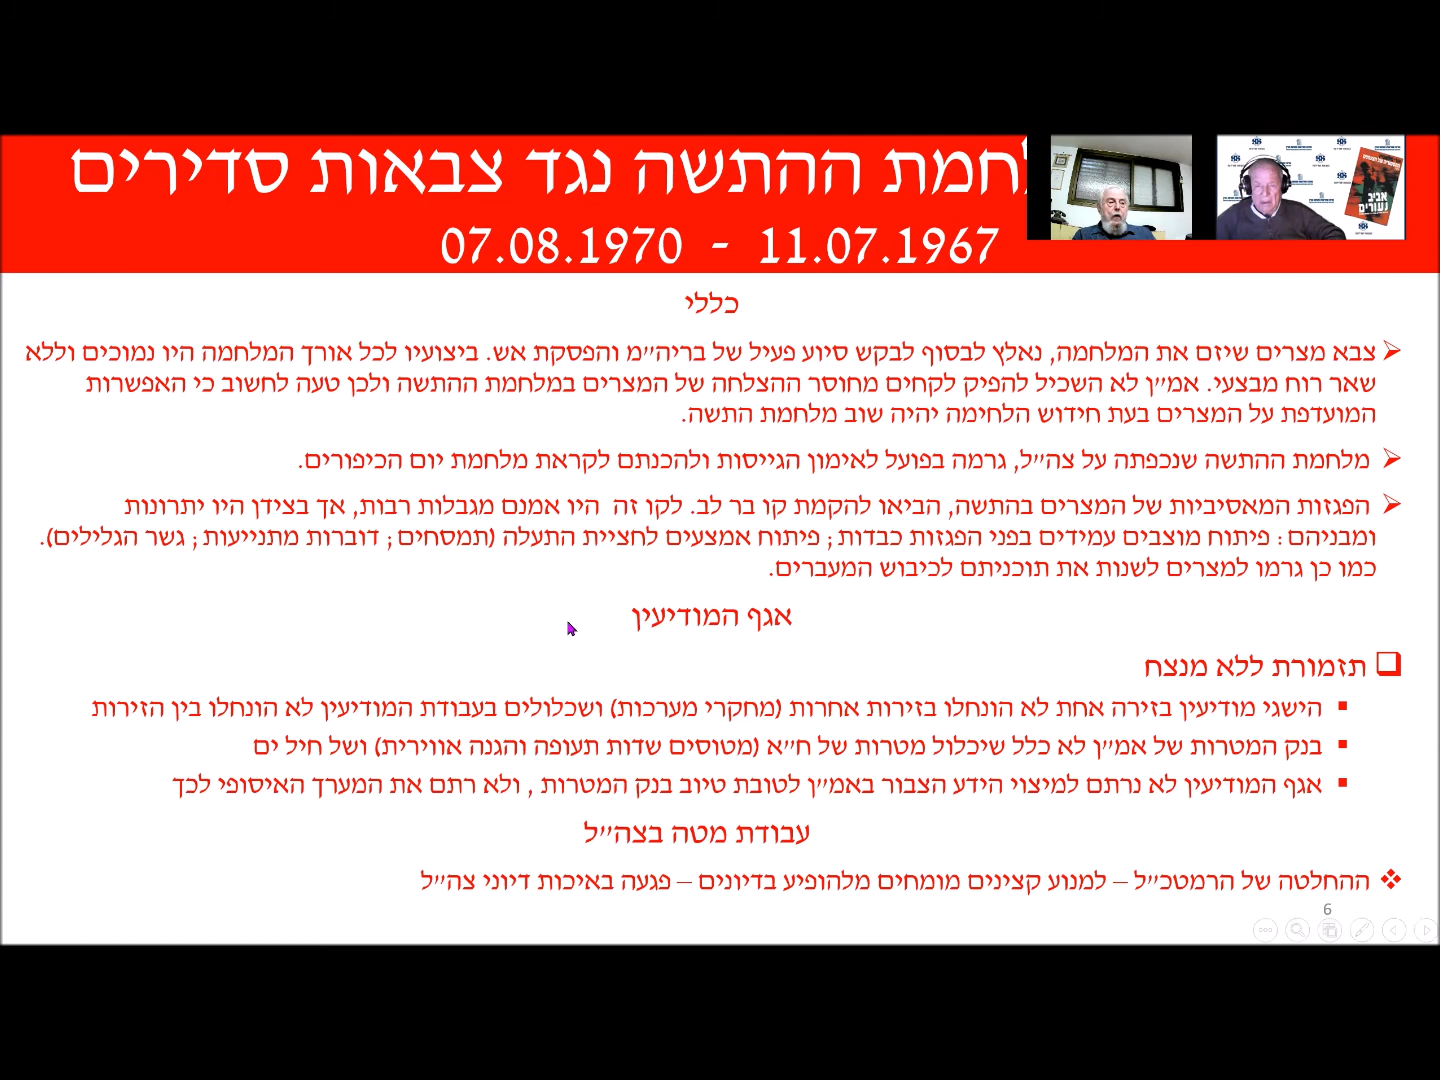 חמת ההתשה נגד צבאות סדירים
07.08.1970 - 11.07.1967
אביב
נעורים
כללי
צבא מצרים שיזם את המלחמה, נאלץ לבסוף לבקש סיוע פעיל של בריה"מ והפסקת אש. ביצועיו לכל אורך המלחמה היו נמוכים וללא
שאר רוח מבצעי. אמ"ן לא השכיל להפיק לקחים מחוסר ההצלחה של המצרים במלחמת ההתשה ולכן טעה לחשוב כי האפשרות
המועדפת על המצרים בעת חידוש הלחימה יהיה שוב מלחמת התשה.
מלחמת ההתשה שנכפתה על צה"ל, גרמה בפועל לאימון הגייסות ולהכנתם לקראת מלחמת יום הכיפורים.
הפגזות המאסיביות של המצרים בהתשה, הביאו להקמת קו בר לב. לקו זה היו אמנם מגבלות רבות, אך בצידן היו יתרונות
ומבניהם : פיתוח מוצבים עמידים בפני הפגזות כבדות ; פיתוח אמצעים לחציית התעלה (תמסחים ; דוברות מתנייעות ; גשר הגלילים).
כמו כן גרמו למצרים לשנות את תוכניתם לכיבוש המעברים.
אגף המודיעין
תזמורת ללא מנצח
הישגי מודיעין בזירה אחת לא הונחלו בזירות אחרות (מחקרי מערכות) ושכלולים בעבודת המודיעין לא הונחלו בין הזירות
בנק המטרות של אמ"ן לא כלל שיכלול מטרות של ח"א (מטוסים שדות תעופה והגנה אווירית) ושל חיל ים
אגף המודיעין לא נרתם למיצוי הידע הצבור באמ"ן לטובת טיוב בנק המטרות , ולא רתם את המערך האיסופי לכך
עבודת מטה בצה"ל
ההחלטה של הרמטכ"ל – למנוע קצינים מומחים מלהופיע בדיונים – פגעה באיכות דיוני צה"ל
6